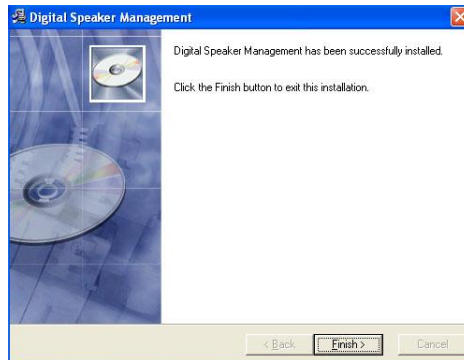 Digital Speaker Management
Digital Speaker Management has been successfully installed.
Click the Finish button to exit this installation.
< Back
Finish >
Cancel